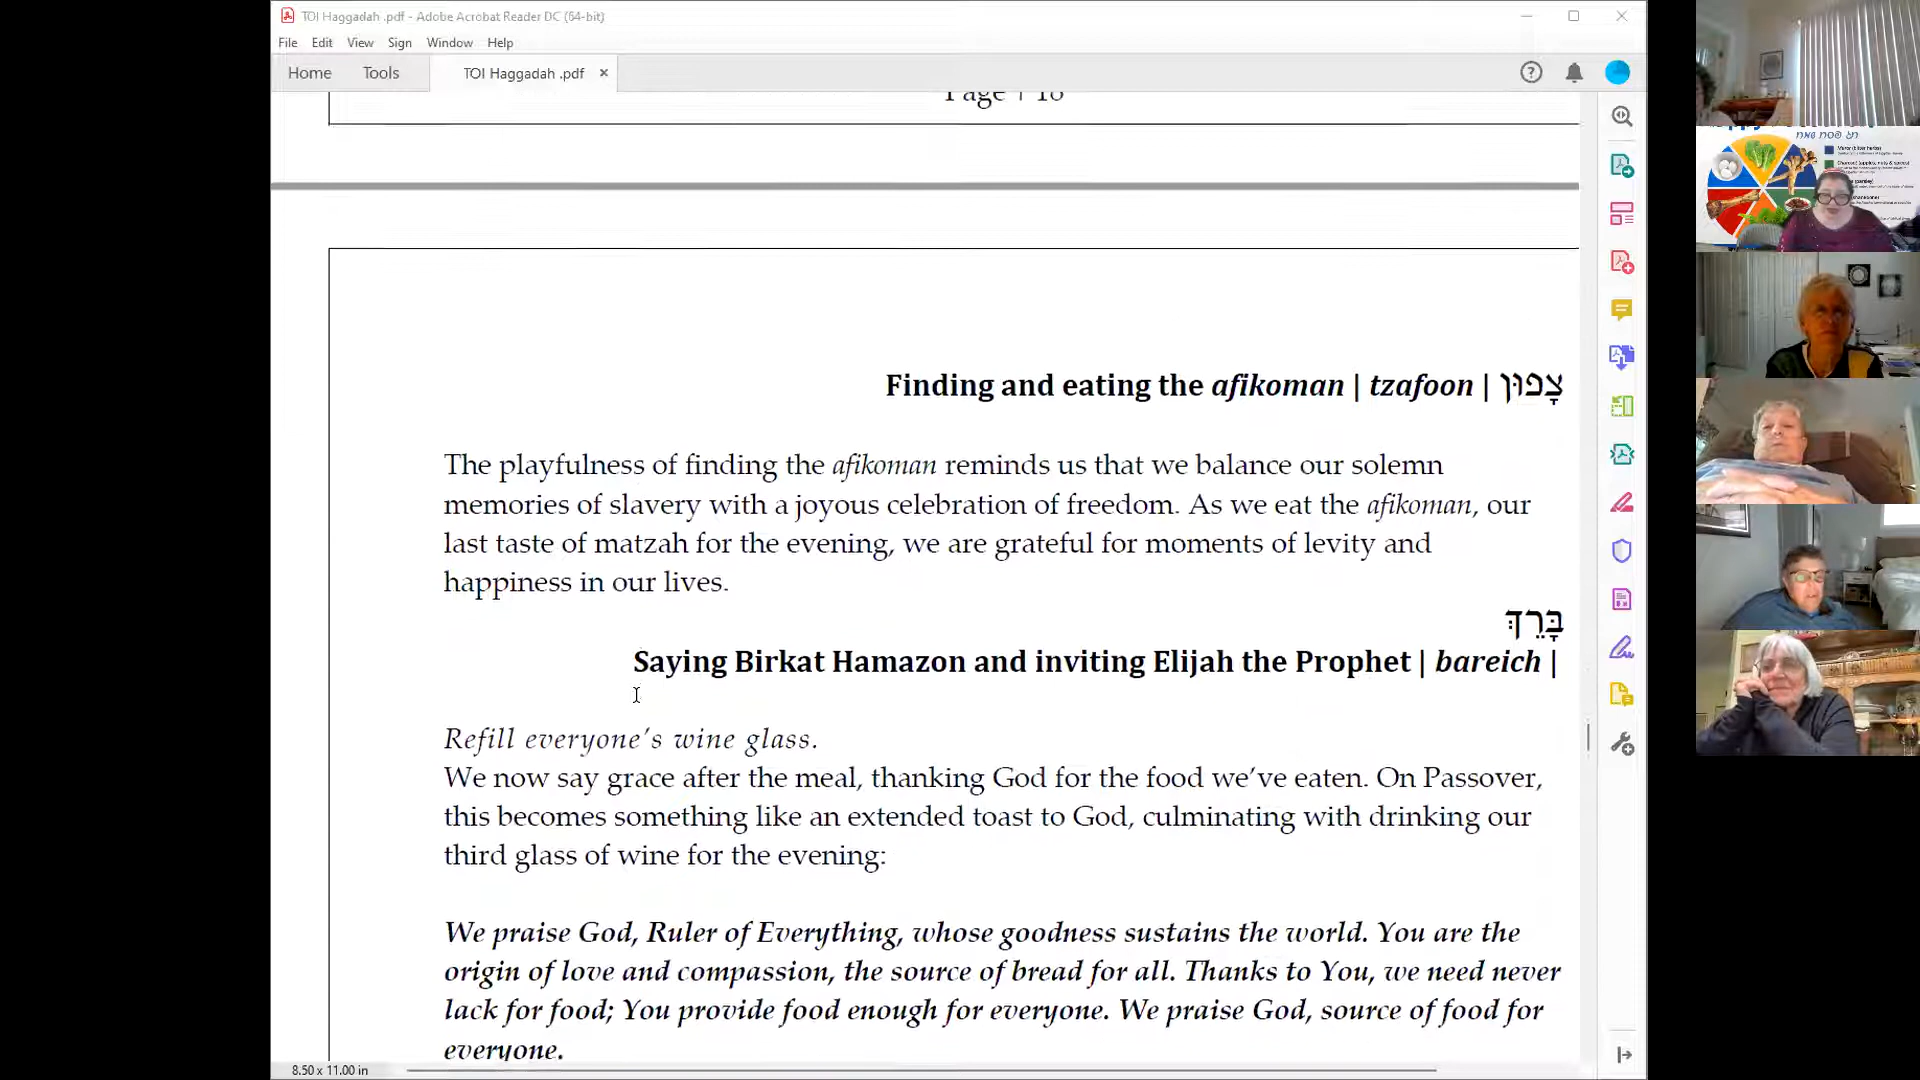 TOI Haggadah .pdf - Adobe Acrobat Reader DC (64-bit)
File Edit View Sign Window Help
Home Tools TOI Haggadah .pdf ×
Page | 18
Finding and eating the afikoman | tzafoon | צָפוּן
The playfulness of finding the afikoman reminds us that we balance our solemn
memories of slavery with a joyous celebration of freedom. As we eat the afikoman, our
last taste of matzah for the evening, we are grateful for moments of levity and
happiness in our lives.
בָּרֵךְ
Saying Birkat Hamazon and inviting Elijah the Prophet | bareich |
Refill everyone's wine glass.
We now say grace after the meal, thanking God for the food we've eaten. On Passover,
this becomes something like an extended toast to God, culminating with drinking our
third glass of wine for the evening:
We praise God, Ruler of Everything, whose goodness sustains the world. You are the
origin of love and compassion, the source of bread for all. Thanks to You, we need never
lack for food; You provide food enough for everyone. We praise God, source of food for
everyone.
8.50 x 11.00 in
Maror (bitter herbs)
Charoset (apples, nuts & spices)